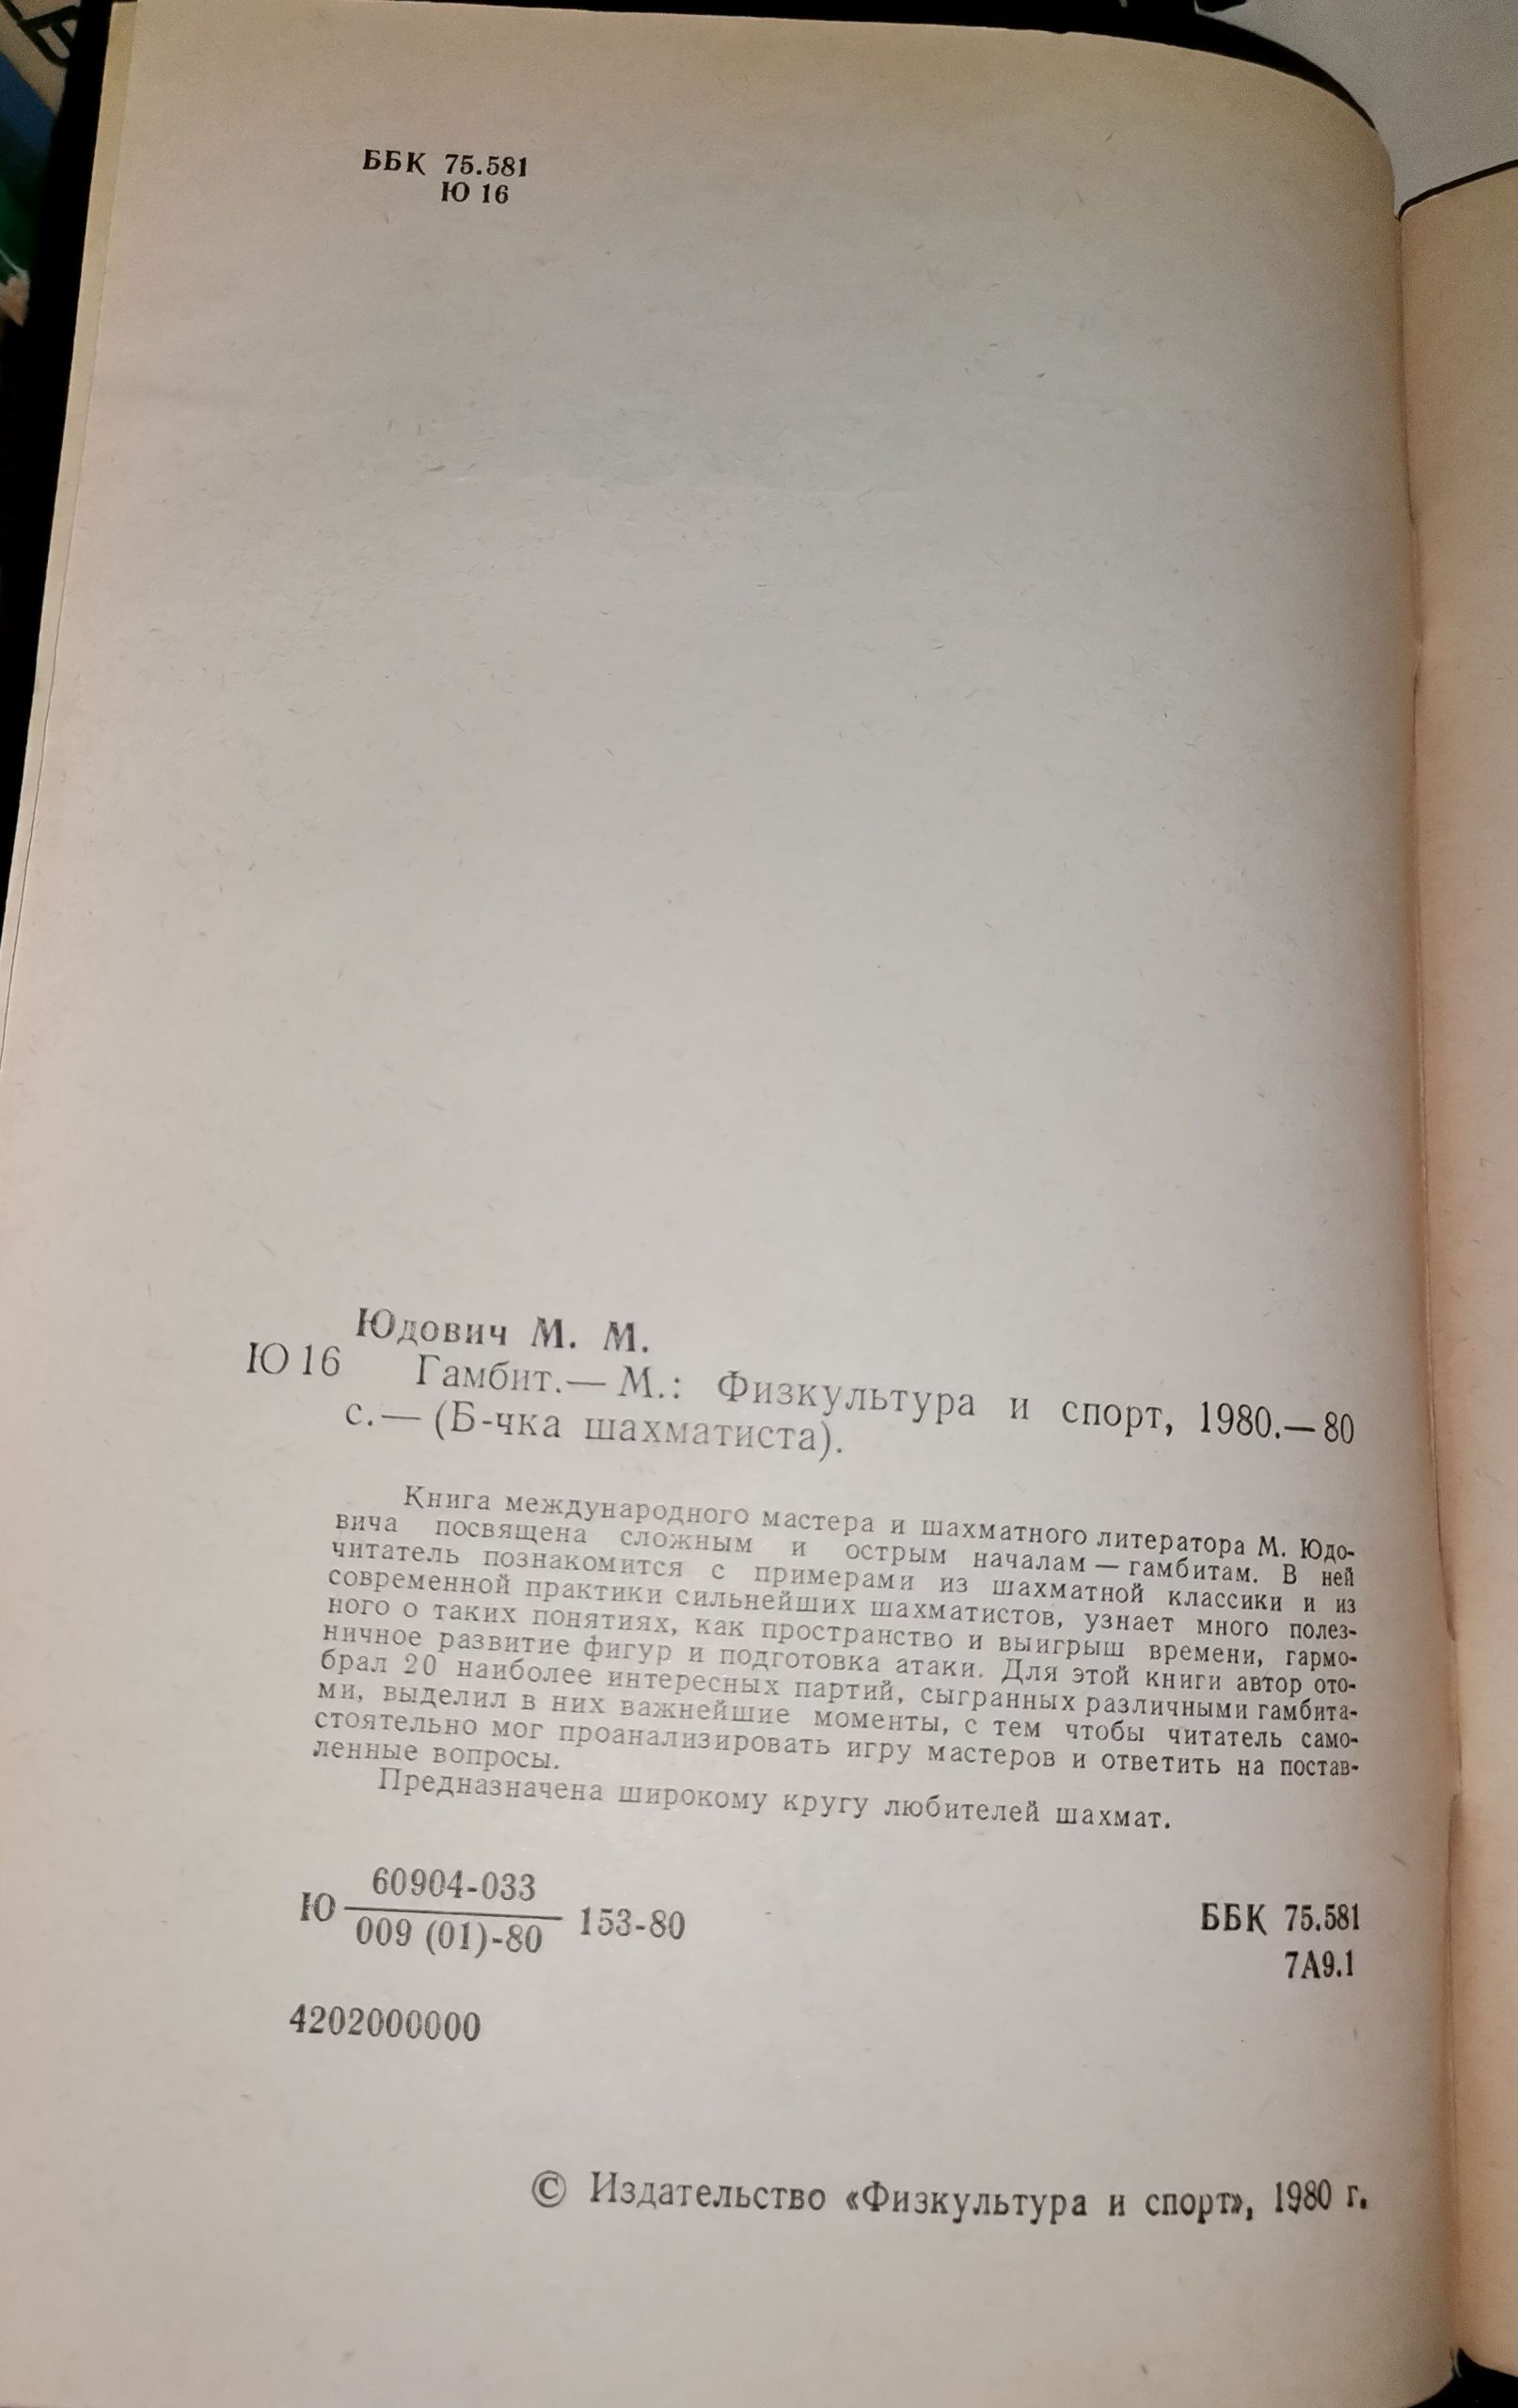 ББК 75.581
Ю 16
Юдович М. М.
Ю 16 Гамбит.— М.: Физкультура и спорт, 1980.— 80
с.— (Б-чка шахматиста).
Книга международного мастера и шахматного литератора М. Юдо-
вича посвящена сложным и острым началам — гамбитам. В ней
читатель познакомится с примерами из шахматной классики и из
современной практики сильнейших шахматистов, узнает много полез-
ного о таких понятиях, как пространство и выигрыш времени, гармо-
ничное развитие фигур и подготовка атаки. Для этой книги автор ото-
брал 20 наиболее интересных партий, сыгранных различными гамбита-
ми, выделил в них важнейшие моменты, с тем чтобы читатель само-
стоятельно мог проанализировать игру мастеров и ответить на постав-
ленные вопросы.
Предназначена широкому кругу любителей шахмат.
60904-033
Ю 153-80
009 (01)-80
ББК 75.581
7А9.1
4202000000
© Издательство «Физкультура и спорт», 1980 г.